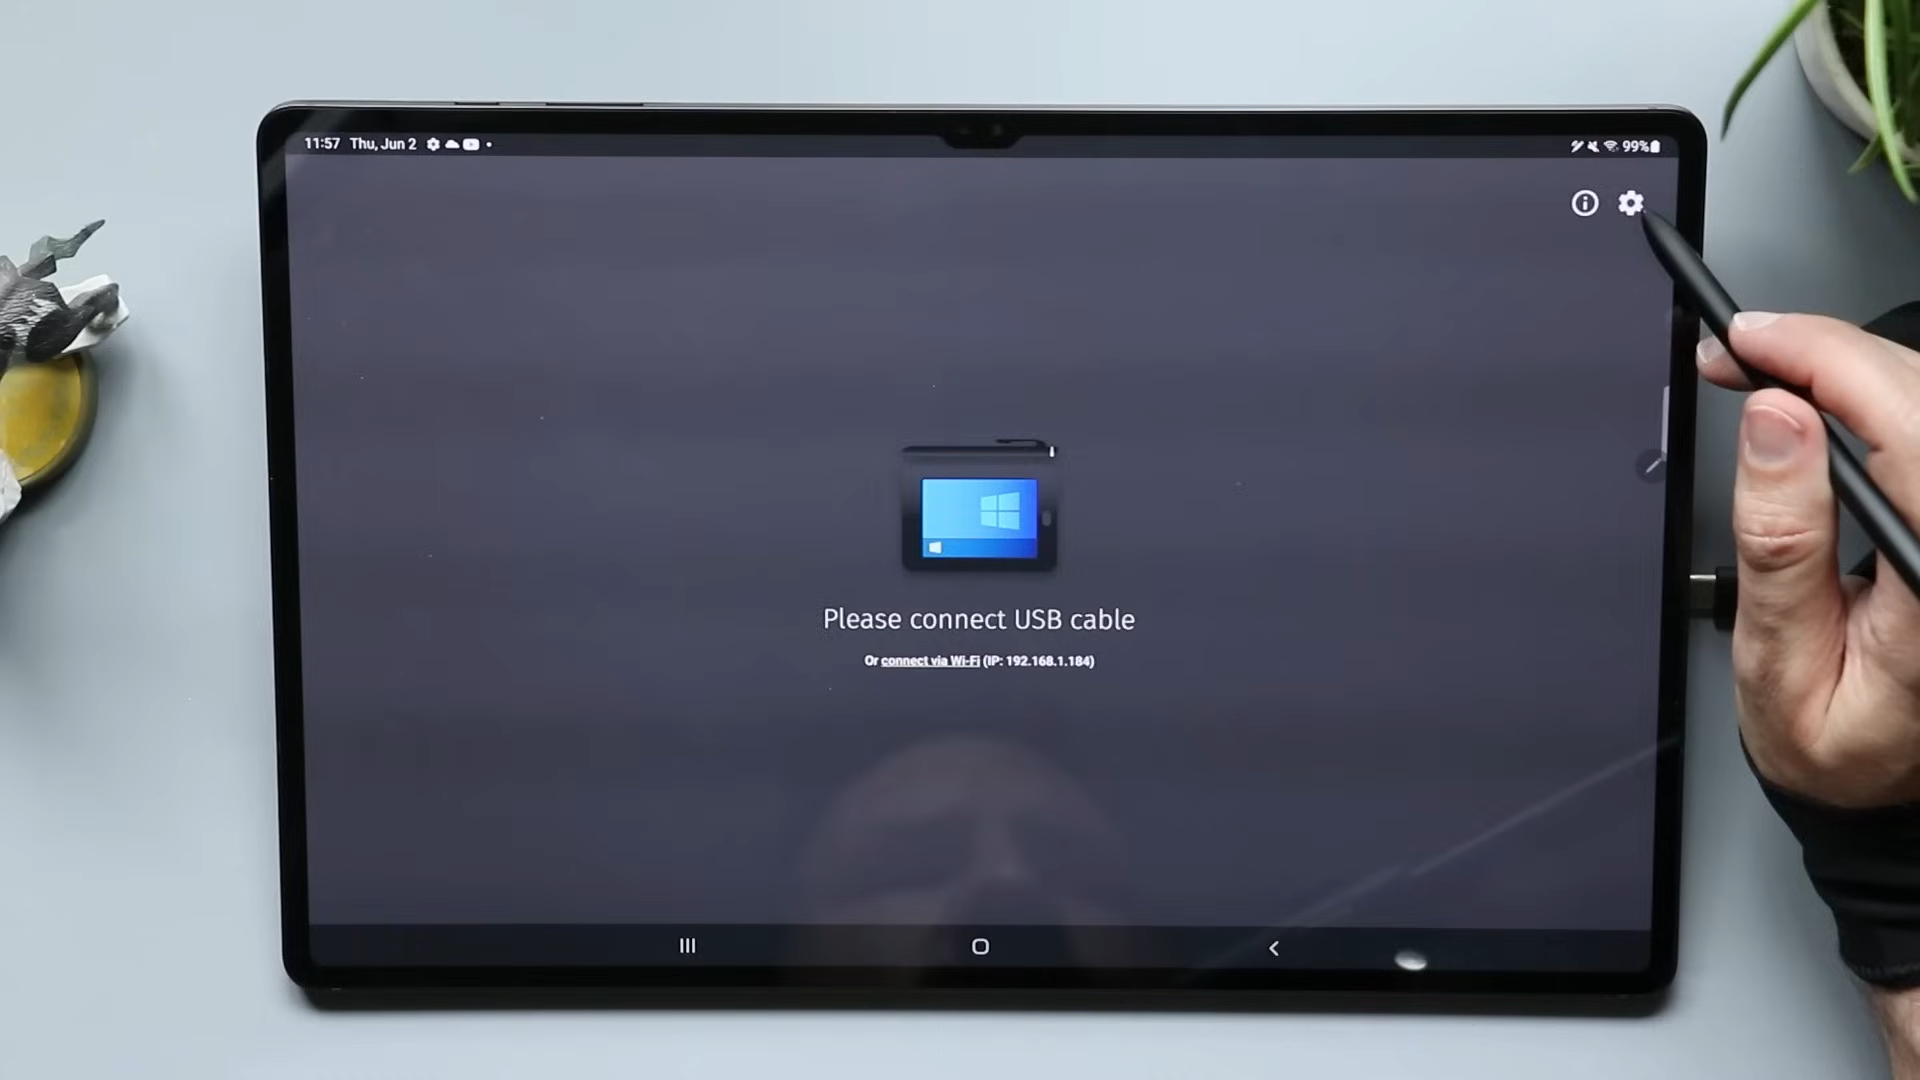 11:57 Thu, Jun 2
99%
Please connect USB cable
Or connect via Wi-Fi (IP: 192.168.1.184)